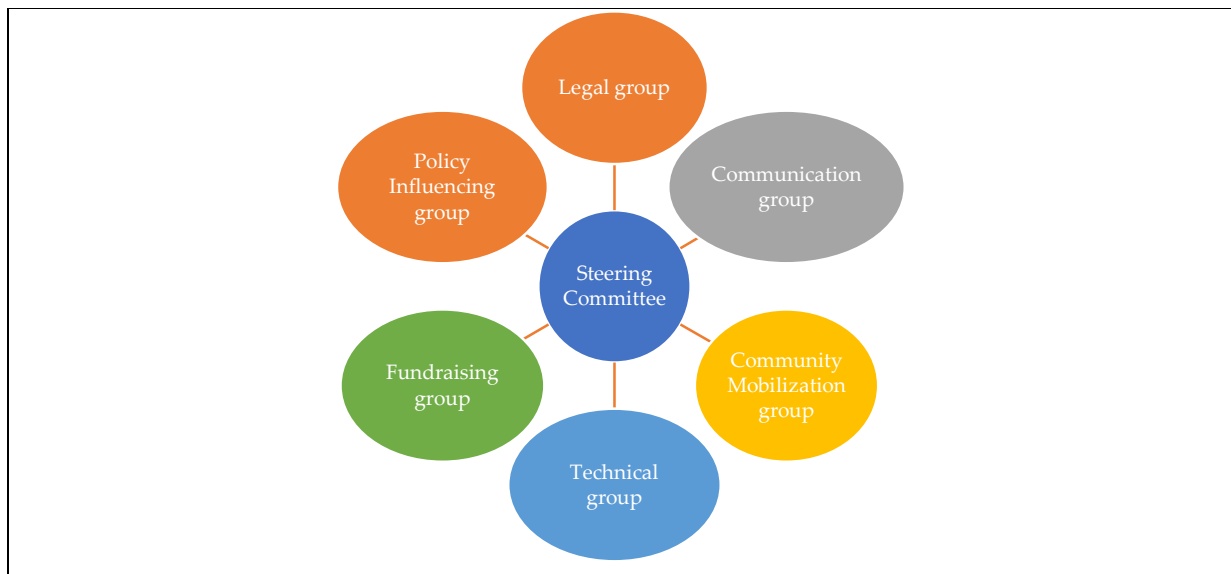 Legal group
Policy
Influencing
group
Communication
group
Steering
Committee
Fundraising
group
Community
Mobilization
group
Technical
group